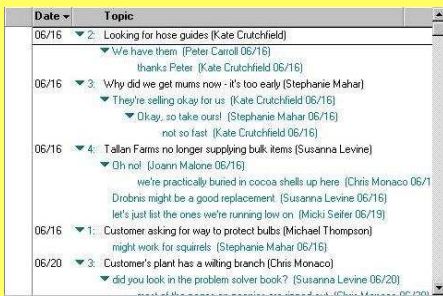 Date Topic
06/16 2: Looking for hose guides (Kate Crutchfield)
We have them (Peter Carroll 06/16)
thanks Peter (Kate Crutchfield 06/16)
06/16 3: Why did we get mums now - it's too early (Stephanie Mahar)
They're selling okay for us (Kate Crutchfield 06/16)
Okay, so take ours! (Stephanie Mahar 06/16)
not so fast (Kate Crutchfield 06/16)
06/16 4: Tallan Farms no longer supplying bulk items (Susanna Levine)
Oh no! (Joann Malone 06/16)
we're practically buried in cocoa shells up here (Chris Monaco 06/1
Drobnis might be a good replacement (Susanna Levine 06/16)
let's just list the ones we're running low on (Micki Seifer 06/19)
06/16 1: Customer asking for way to protect bulbs (Michael Thompson)
might work for squirrels (Stephanie Mahar 06/16)
06/20 3: Customer's plant has a wilting branch (Chris Monaco)
did you look in the problem solver book? (Susanna Levine 06/20)